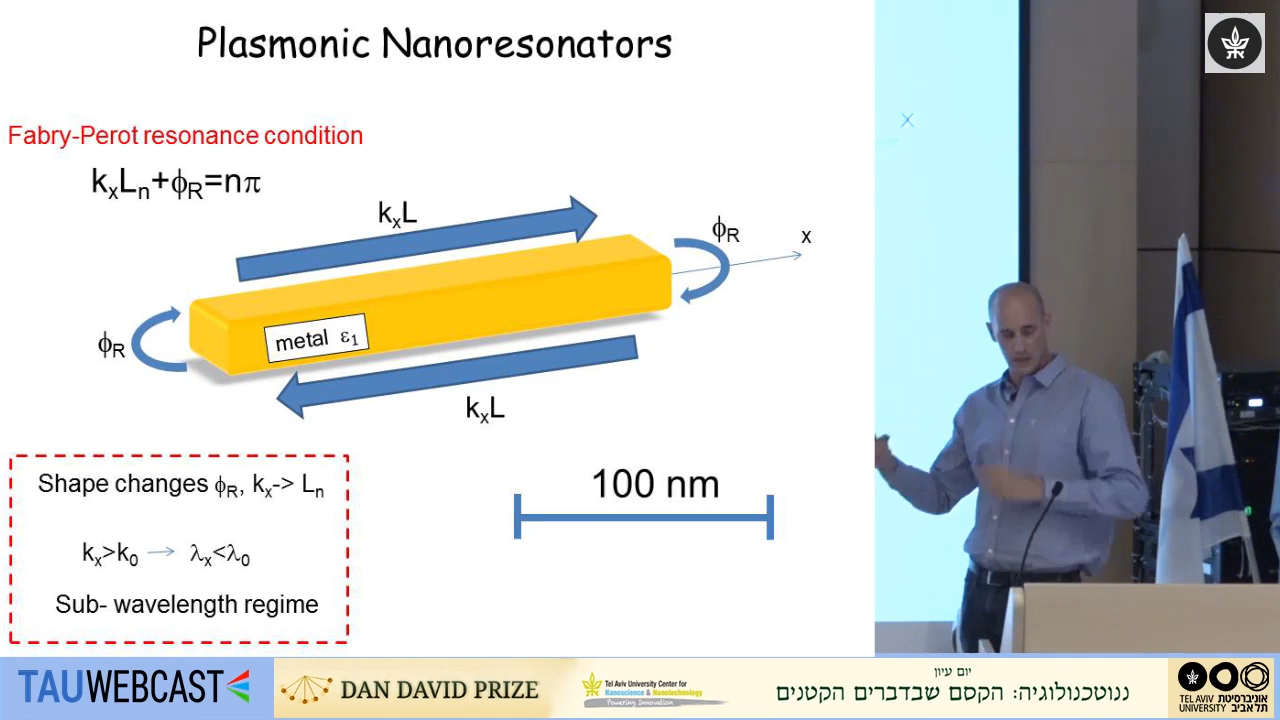 Plasmonic Nanoresonators
Fabry-Perot resonance condition
kₓLₙ+ϕR=nπ
kₓL
ϕR
x
metal ε₁
ϕR
kₓL
Shape changes ϕR, kₓ-> Lₙ
kₓ>k₀ → λₓ<λ₀
Sub- wavelength regime
100 nm
TAUWEBCAST
DAN DAVID PRIZE
Tel Aviv University Center for
Nanoscience & Nanotechnology
Powering Innovation
יום עיון
ננוטכנולוגיה: הקסם שבדברים הקטנים
TEL AVIV אוניברסיטת
UNIVERSITY תל אביב